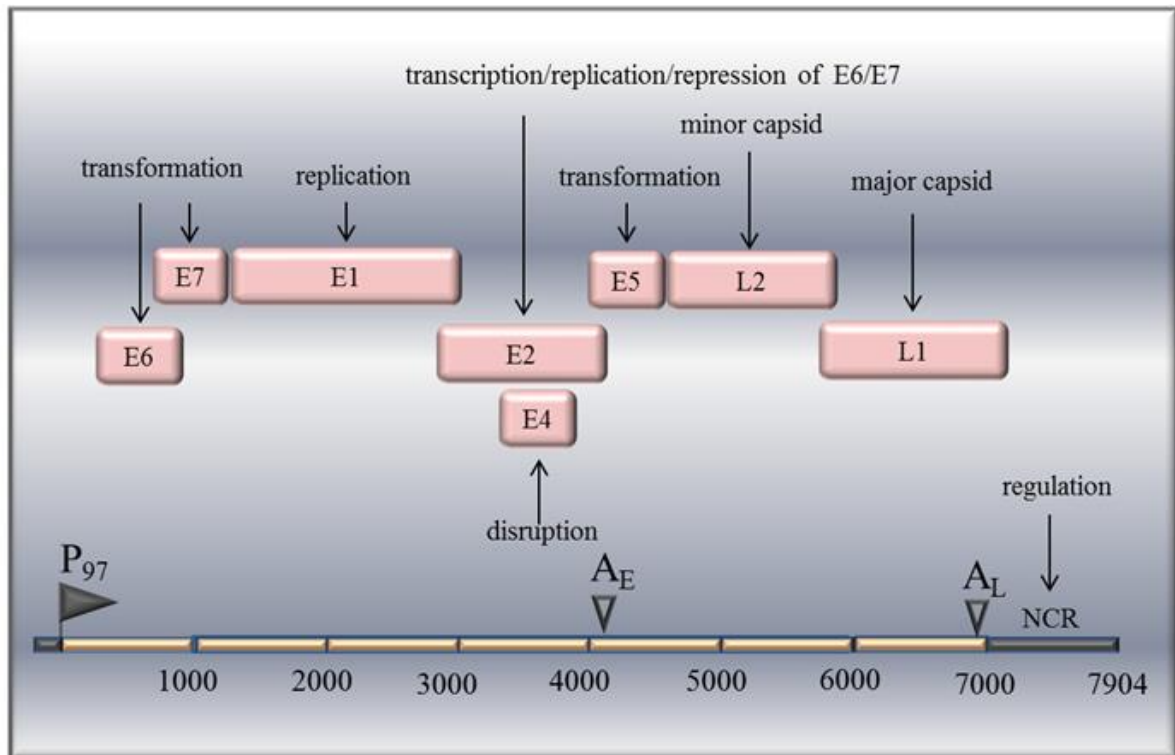 transcription/replication/repression of E6/E7
minor capsid
transformation
replication
transformation
major capsid
E7
E1
E5
L2
E6
E2
L1
E4
regulation
disruption
P97
AE
AL
NCR
1000
2000
3000
4000
5000
6000
7000
7904